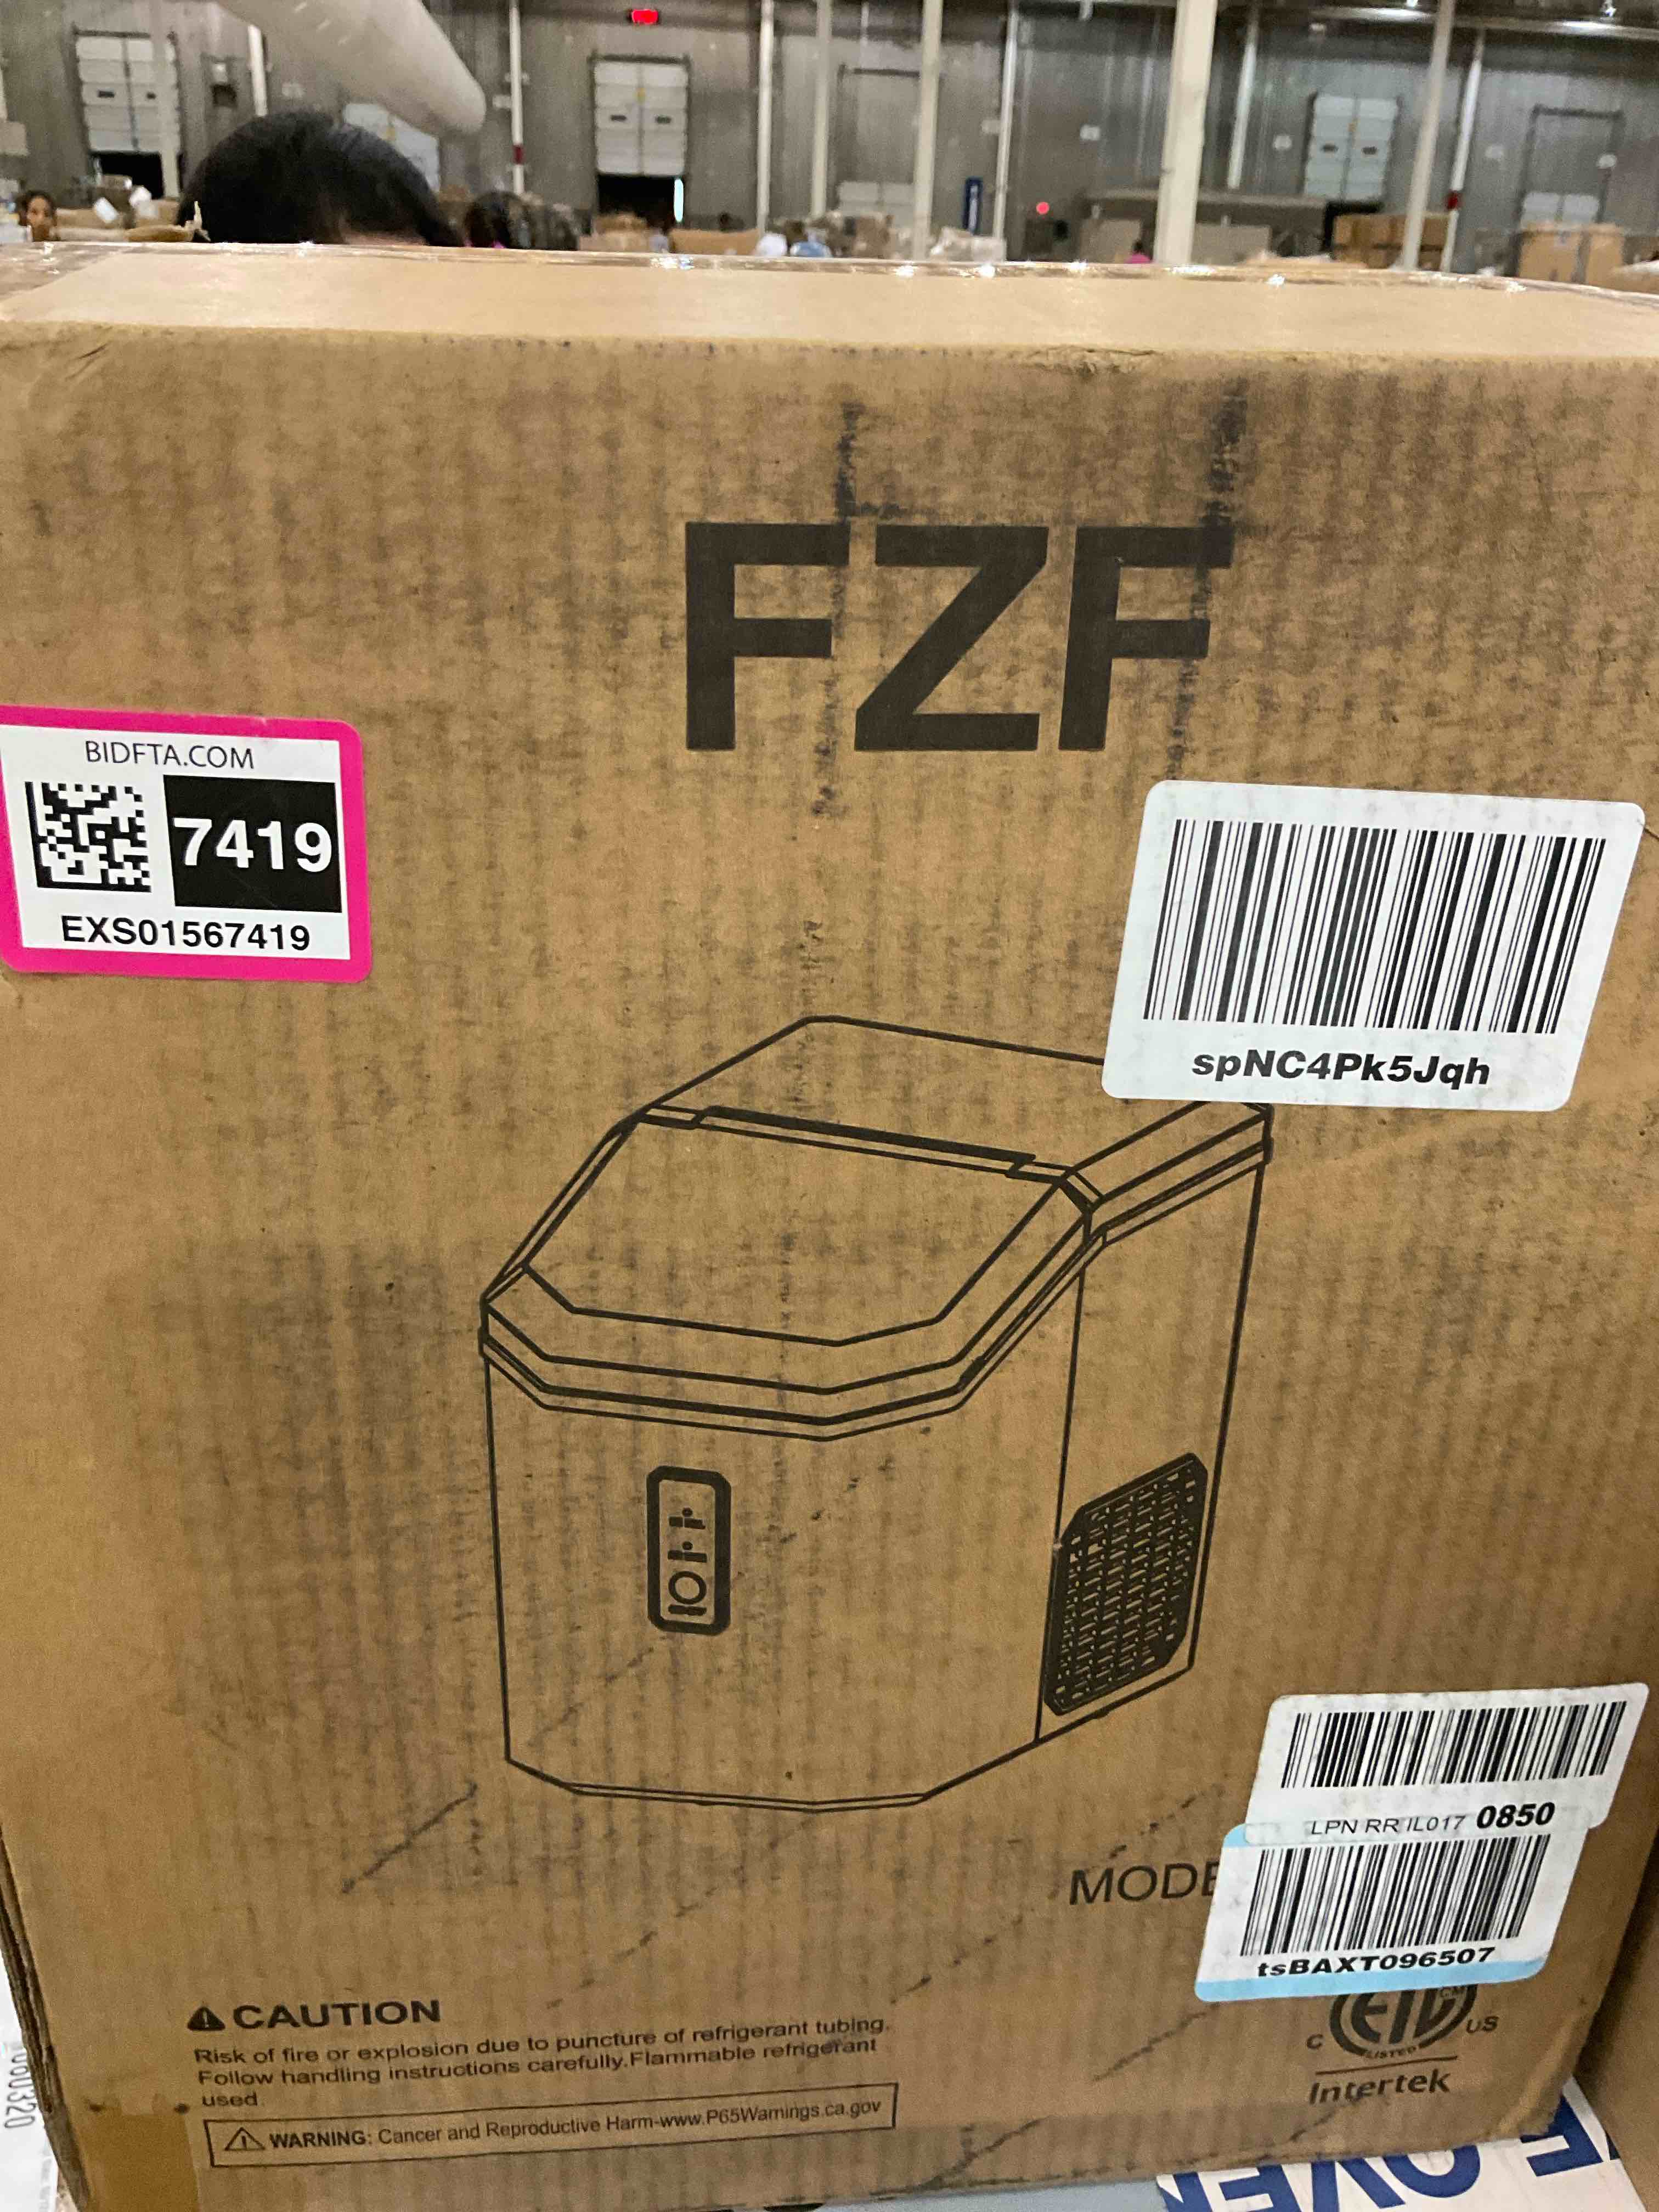 FZF
BIDFTA.COM
7419
EXS01567419
spNC4Pk5Jqh
LPN RR IL017 0850
MODE
tsBAXT096507
CAUTION
Risk of fire or explosion due to puncture of refrigerant tubing.
Follow handling instructions carefully.Flammable refrigerant
used.
WARNING: Cancer and Reproductive Harm-www.P65Warnings.ca.gov
C ETL CM US
LISTED
Intertek